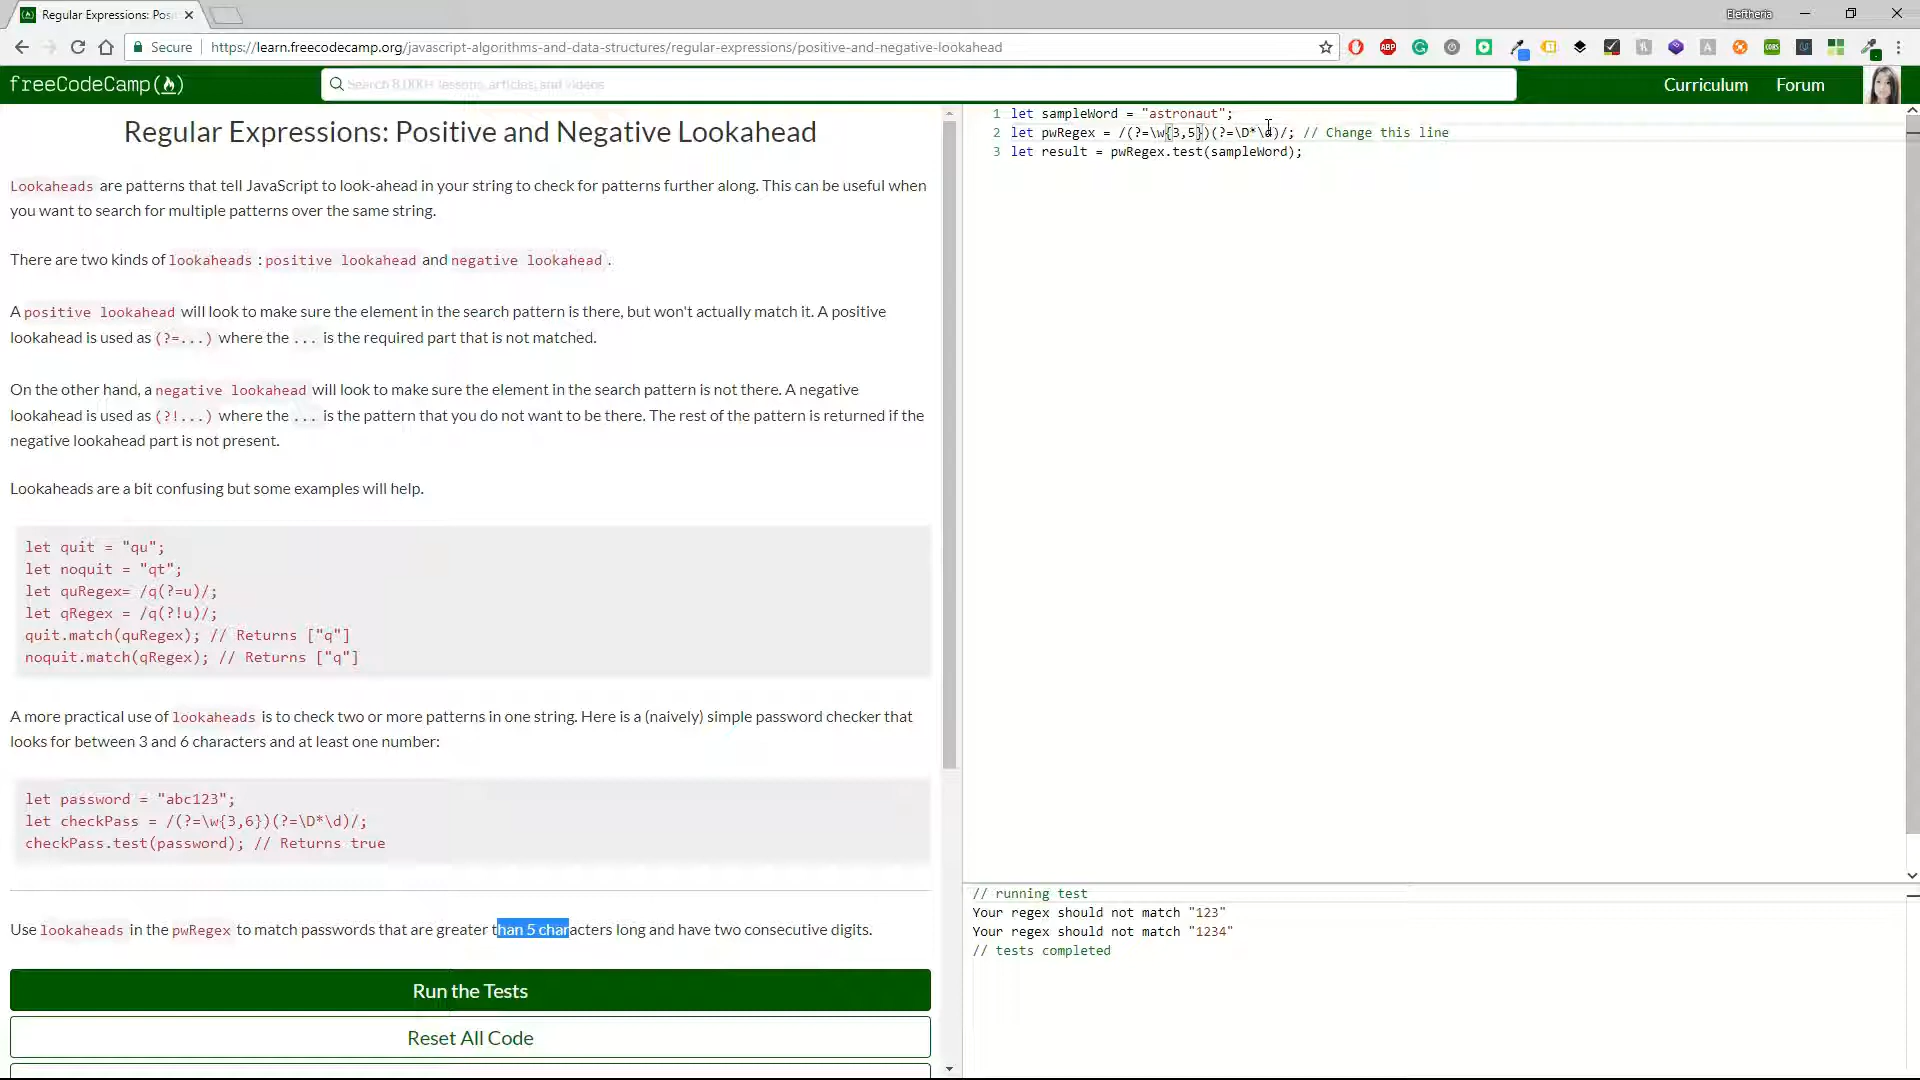 Regular Expressions: Pos
Eleftheria
Secure
https://learn.freecodecamp.org/javascript-algorithms-and-data-structures/regular-expressions/positive-and-negative-lookahead
freeCodeCamp
Search 8,000+ lessons, articles, and videos
Curriculum
Forum
Regular Expressions: Positive and Negative Lookahead
Lookaheads are patterns that tell JavaScript to look-ahead in your string to check for patterns further along. This can be useful when
you want to search for multiple patterns over the same string.
There are two kinds of lookaheads : positive lookahead and negative lookahead .
A positive lookahead will look to make sure the element in the search pattern is there, but won't actually match it. A positive
lookahead is used as (?=...) where the ... is the required part that is not matched.
On the other hand, a negative lookahead will look to make sure the element in the search pattern is not there. A negative
lookahead is used as (?!...) where the ... is the pattern that you do not want to be there. The rest of the pattern is returned if the
negative lookahead part is not present.
Lookaheads are a bit confusing but some examples will help.
let quit = "qu";
let noquit = "qt";
let quRegex= /q(?=u)/;
let qRegex = /q(?!u)/;
quit.match(quRegex); // Returns ["q"]
noquit.match(qRegex); // Returns ["q"]
A more practical use of lookaheads is to check two or more patterns in one string. Here is a (naively) simple password checker that
looks for between 3 and 6 characters and at least one number:
let password = "abc123";
let checkPass = /(?=\w{3,6})(?=\D*\d)/;
checkPass.test(password); // Returns true
Use lookaheads in the pwRegex to match passwords that are greater than 5 characters long and have two consecutive digits.
Run the Tests
Reset All Code
1 let sampleWord = "astronaut";
2 let pwRegex = /(?=\w{3,5})(?=\D*\d)/; // Change this line
3 let result = pwRegex.test(sampleWord);
// running test
Your regex should not match "123"
Your regex should not match "1234"
// tests completed